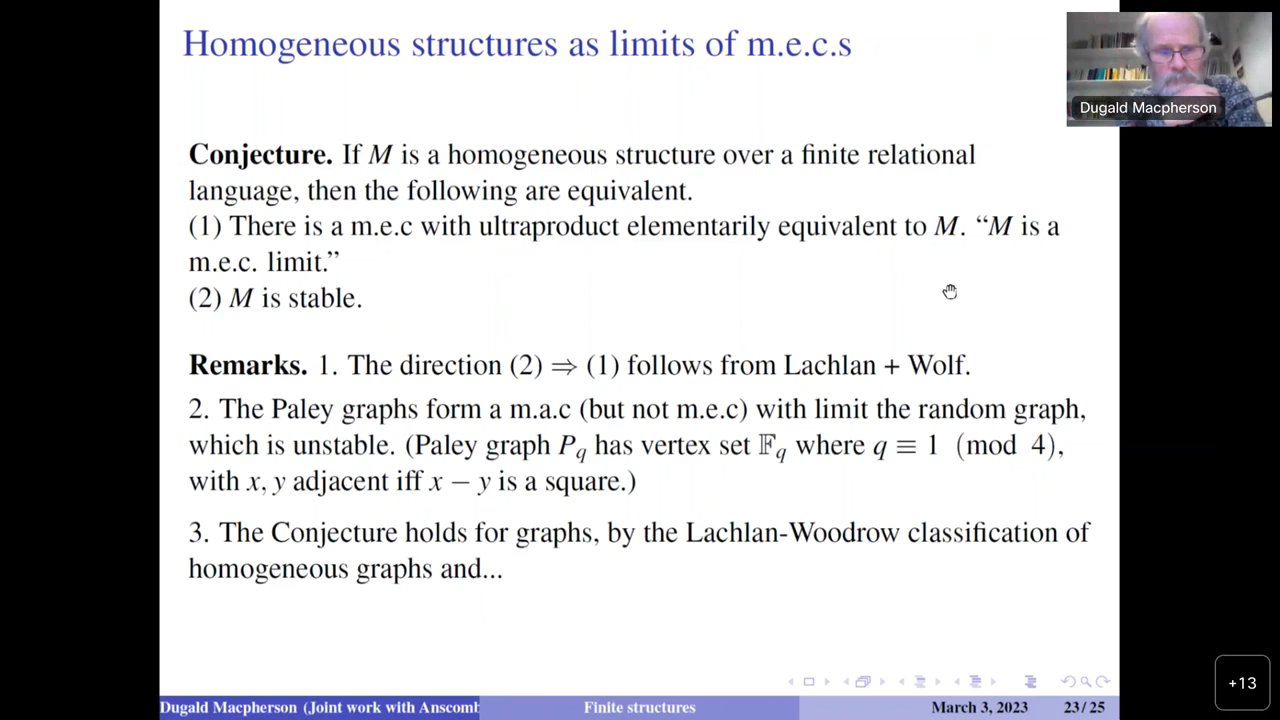 Homogeneous structures as limits of m.e.c.s
Dugald Macpherson
Conjecture. If M is a homogeneous structure over a finite relational
language, then the following are equivalent.
(1) There is a m.e.c with ultraproduct elementarily equivalent to M. “M is a
m.e.c. limit.”
(2) M is stable.
Remarks. 1. The direction (2) ⇒ (1) follows from Lachlan + Wolf.
2. The Paley graphs form a m.a.c (but not m.e.c) with limit the random graph,
which is unstable. (Paley graph P_q has vertex set 𝔽_q where q ≡ 1 (mod 4),
with x, y adjacent iff x − y is a square.)
3. The Conjecture holds for graphs, by the Lachlan-Woodrow classification of
homogeneous graphs and...
+13
Dugald Macpherson (Joint work with Anscomb Finite structures March 3, 2023 23/25